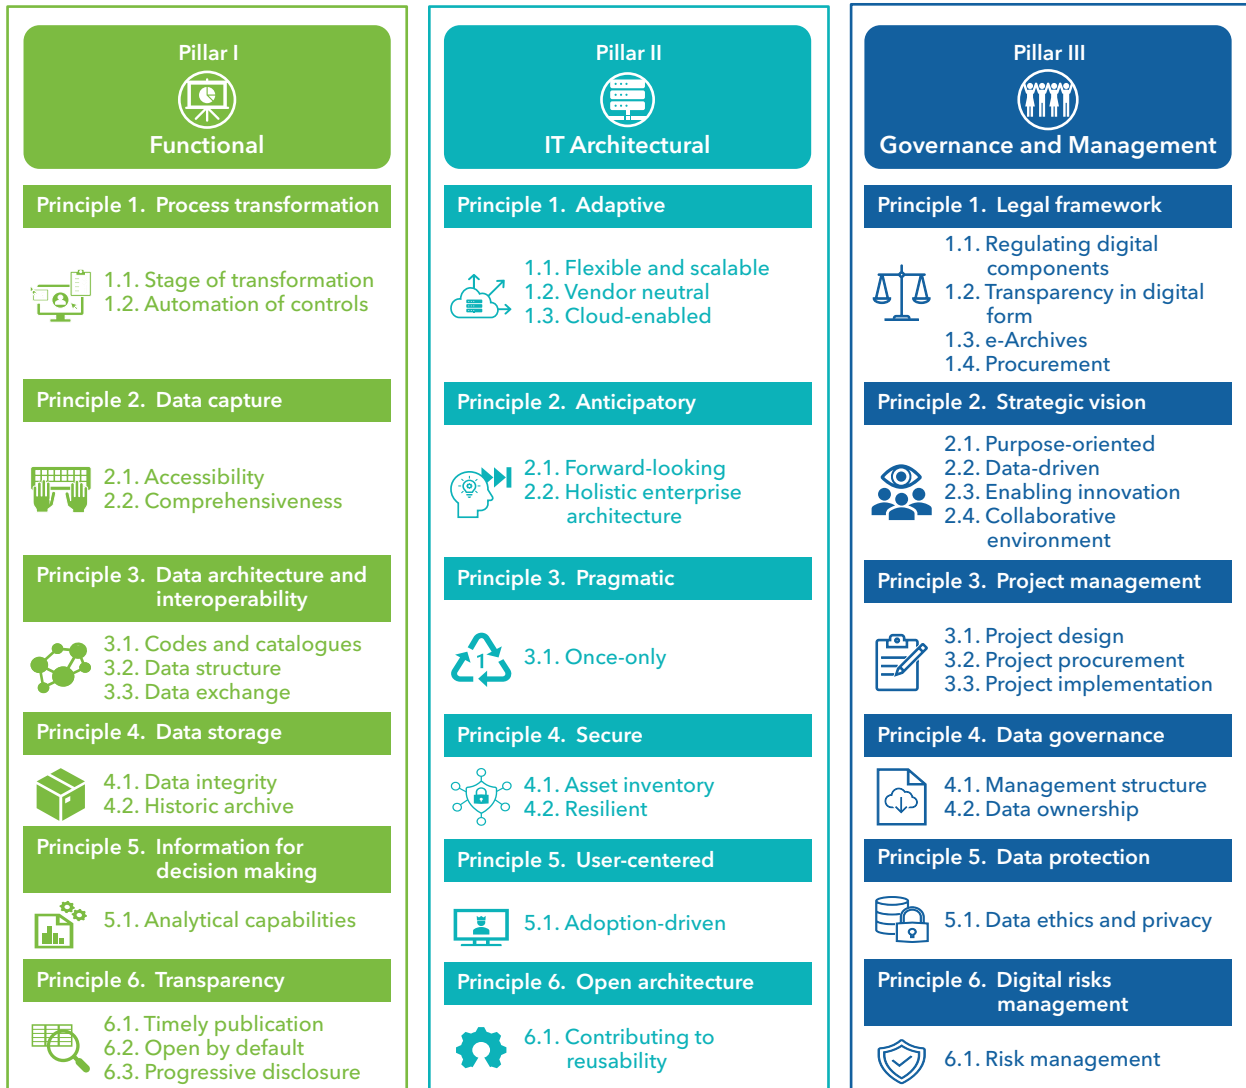 Pillar I
Functional
Principle 1. Process transformation
1.1. Stage of transformation
1.2. Automation of controls
Principle 2. Data capture
2.1. Accessibility
2.2. Comprehensiveness
Principle 3. Data architecture and
interoperability
3.1. Codes and catalogues
3.2. Data structure
3.3. Data exchange
Principle 4. Data storage
4.1. Data integrity
4.2. Historic archive
Principle 5. Information for
decision making
5.1. Analytical capabilities
Principle 6. Transparency
6.1. Timely publication
6.2. Open by default
6.3. Progressive disclosure
Pillar II
IT Architectural
Principle 1. Adaptive
1.1. Flexible and scalable
1.2. Vendor neutral
1.3. Cloud-enabled
Principle 2. Anticipatory
2.1. Forward-looking
2.2. Holistic enterprise
architecture
Principle 3. Pragmatic
1
3.1. Once-only
Principle 4. Secure
4.1. Asset inventory
4.2. Resilient
Principle 5. User-centered
5.1. Adoption-driven
Principle 6. Open architecture
6.1. Contributing to
reusability
Pillar III
Governance and Management
Principle 1. Legal framework
1.1. Regulating digital
components
1.2. Transparency in digital
form
1.3. e-Archives
1.4. Procurement
Principle 2. Strategic vision
2.1. Purpose-oriented
2.2. Data-driven
2.3. Enabling innovation
2.4. Collaborative
environment
Principle 3. Project management
3.1. Project design
3.2. Project procurement
3.3. Project implementation
Principle 4. Data governance
4.1. Management structure
4.2. Data ownership
Principle 5. Data protection
5.1. Data ethics and privacy
Principle 6. Digital risks
management
6.1. Risk management